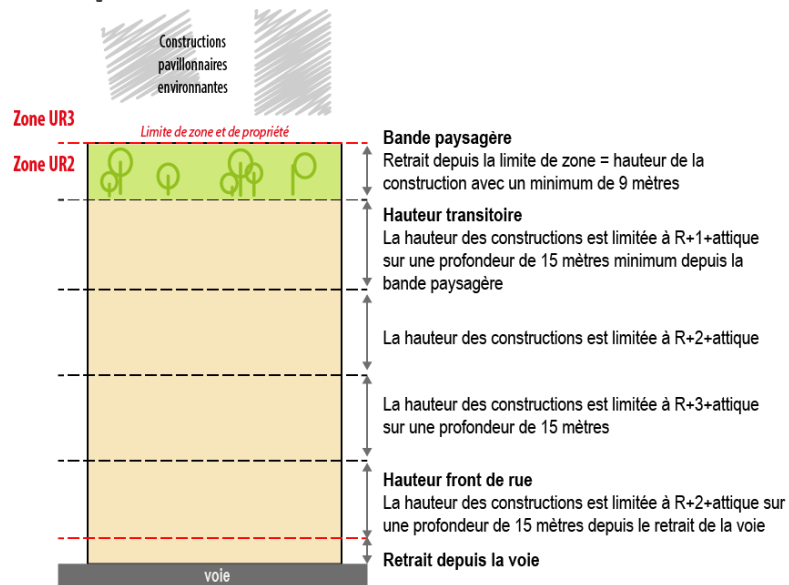 Constructions
pavillonnaires
environnantes
Zone UR3
Limite de zone et de propriété
Zone UR2
Bande paysagère
Retrait depuis la limite de zone = hauteur de la
construction avec un minimum de 9 mètres
Hauteur transitoire
La hauteur des constructions est limitée à R+1+attique
sur une profondeur de 15 mètres minimum depuis la
bande paysagère
La hauteur des constructions est limitée à R+2+attique
La hauteur des constructions est limitée à R+3+attique
sur une profondeur de 15 mètres
Hauteur front de rue
La hauteur des constructions est limitée à R+2+attique sur
une profondeur de 15 mètres depuis le retrait de la voie
Retrait depuis la voie
voie